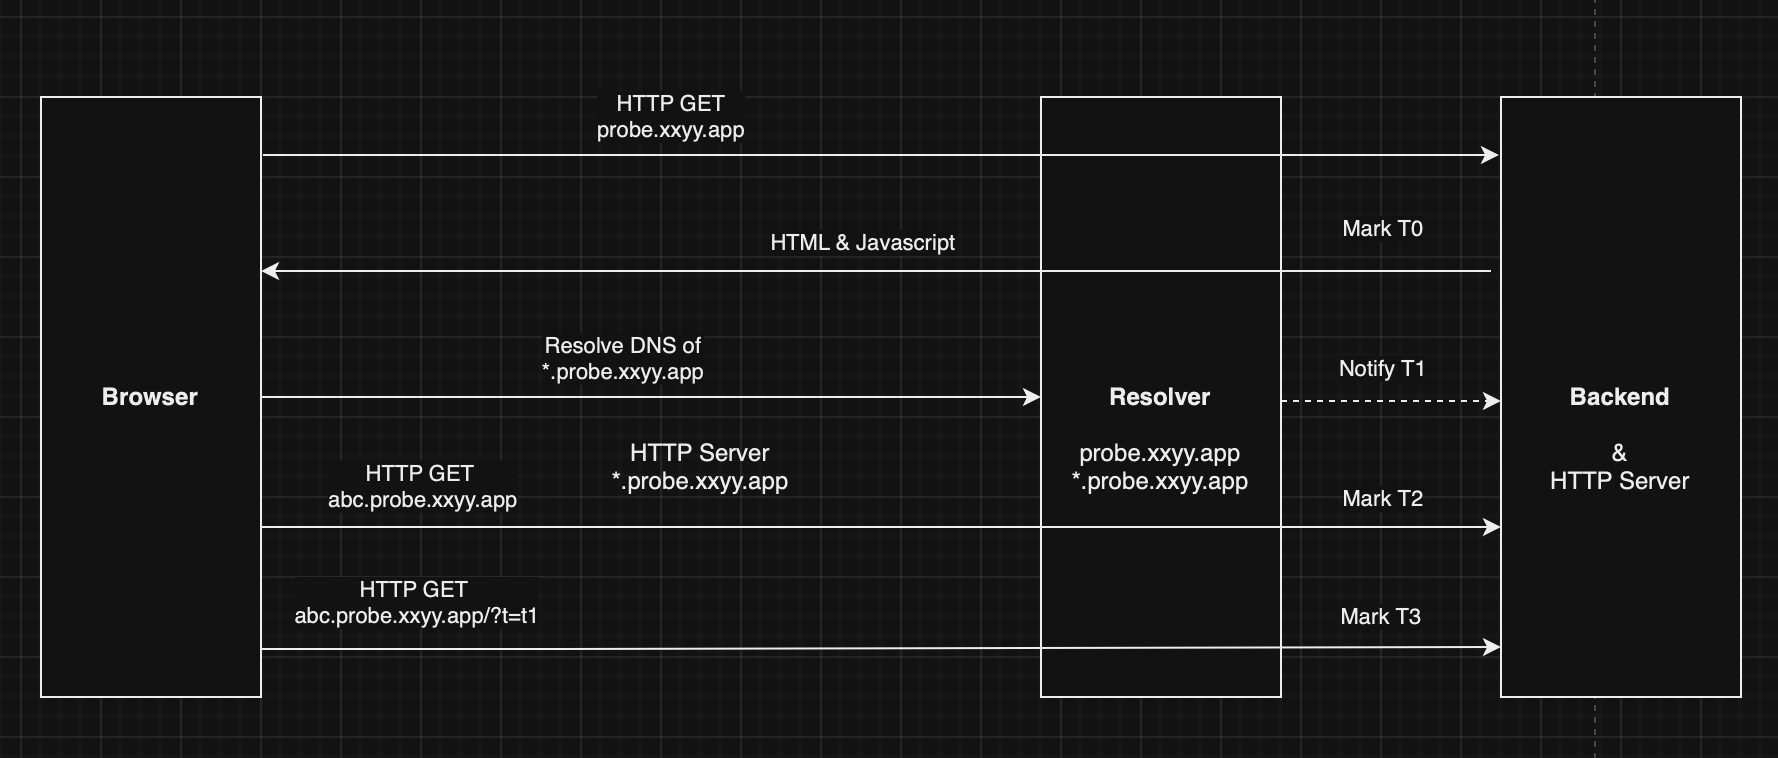 HTTP GET
probe.xxyy.app
Mark T0
HTML & Javascript
Resolve DNS of
*.probe.xxyy.app
Notify T1
Browser
Resolver
Backend
HTTP Server
*.probe.xxyy.app
probe.xxyy.app
*.probe.xxyy.app
&
HTTP Server
HTTP GET
abc.probe.xxyy.app
Mark T2
HTTP GET
abc.probe.xxyy.app/?t=t1
Mark T3